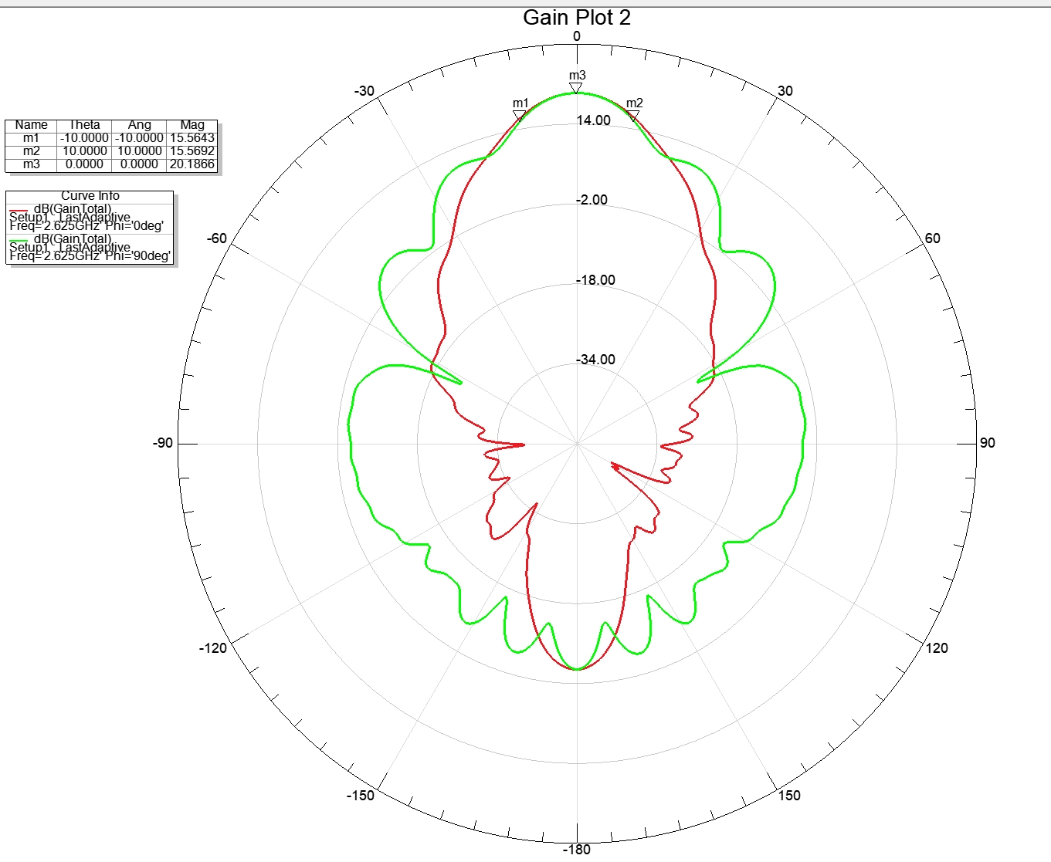 Gain Plot 2
0
-30
30
m3
m1
m2
14.00
Name Theta Ang Mag
m1 -10.0000 -10.0000 15.5643
m2 10.0000 10.0000 15.5692
m3 0.0000 0.0000 20.1866
Curve Info
dB(GainTotal)
Setup1 : LastAdaptive
Freq='2.625GHz' Phi='0deg'
dB(GainTotal)
Setup1 : LastAdaptive
Freq='2.625GHz' Phi='90deg'
-2.00
-60
60
-18.00
-34.00
-90
90
-120
120
-150
150
-180